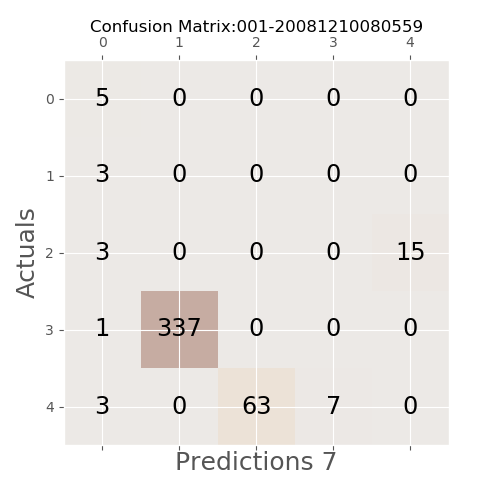 Confusion Matrix:001-20081210080559
0 1 2 3 4
0 5 0 0 0 0
1 3 0 0 0 0
2 3 0 0 0 15
3 1 337 0 0 0
4 3 0 63 7 0
Actuals
Predictions 7